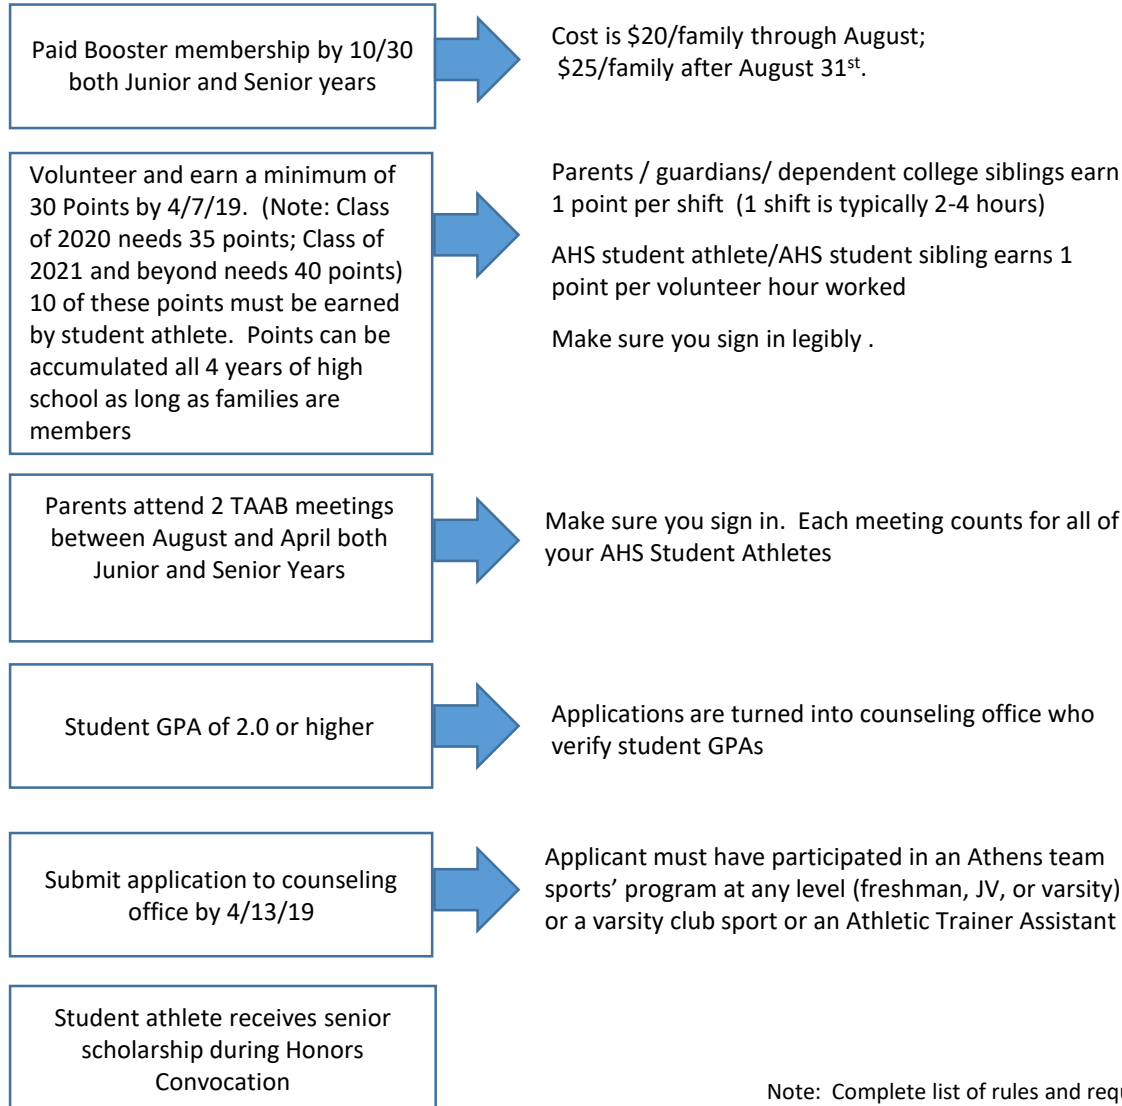 Paid Booster membership by 10/30
both Junior and Senior years
Cost is $20/family through August;
$25/family after August 31st.
Volunteer and earn a minimum of
30 Points by 4/7/19.  (Note: Class
of 2020 needs 35 points; Class of
2021 and beyond needs 40 points)
10 of these points must be earned
by student athlete.  Points can be
accumulated all 4 years of high
school as long as families are
members
Parents / guardians/ dependent college siblings earn
1 point per shift  (1 shift is typically 2-4 hours)
AHS student athlete/AHS student sibling earns 1
point per volunteer hour worked
Make sure you sign in legibly .
Parents attend 2 TAAB meetings
between August and April both
Junior and Senior Years
Make sure you sign in.  Each meeting counts for all of
your AHS Student Athletes
Student GPA of 2.0 or higher
Applications are turned into counseling office who
verify student GPAs
Submit application to counseling
office by 4/13/19
Applicant must have participated in an Athens team
sports’ program at any level (freshman, JV, or varsity)
or a varsity club sport or an Athletic Trainer Assistant
Student athlete receives senior
scholarship during Honors
Convocation
Note:  Complete list of rules and